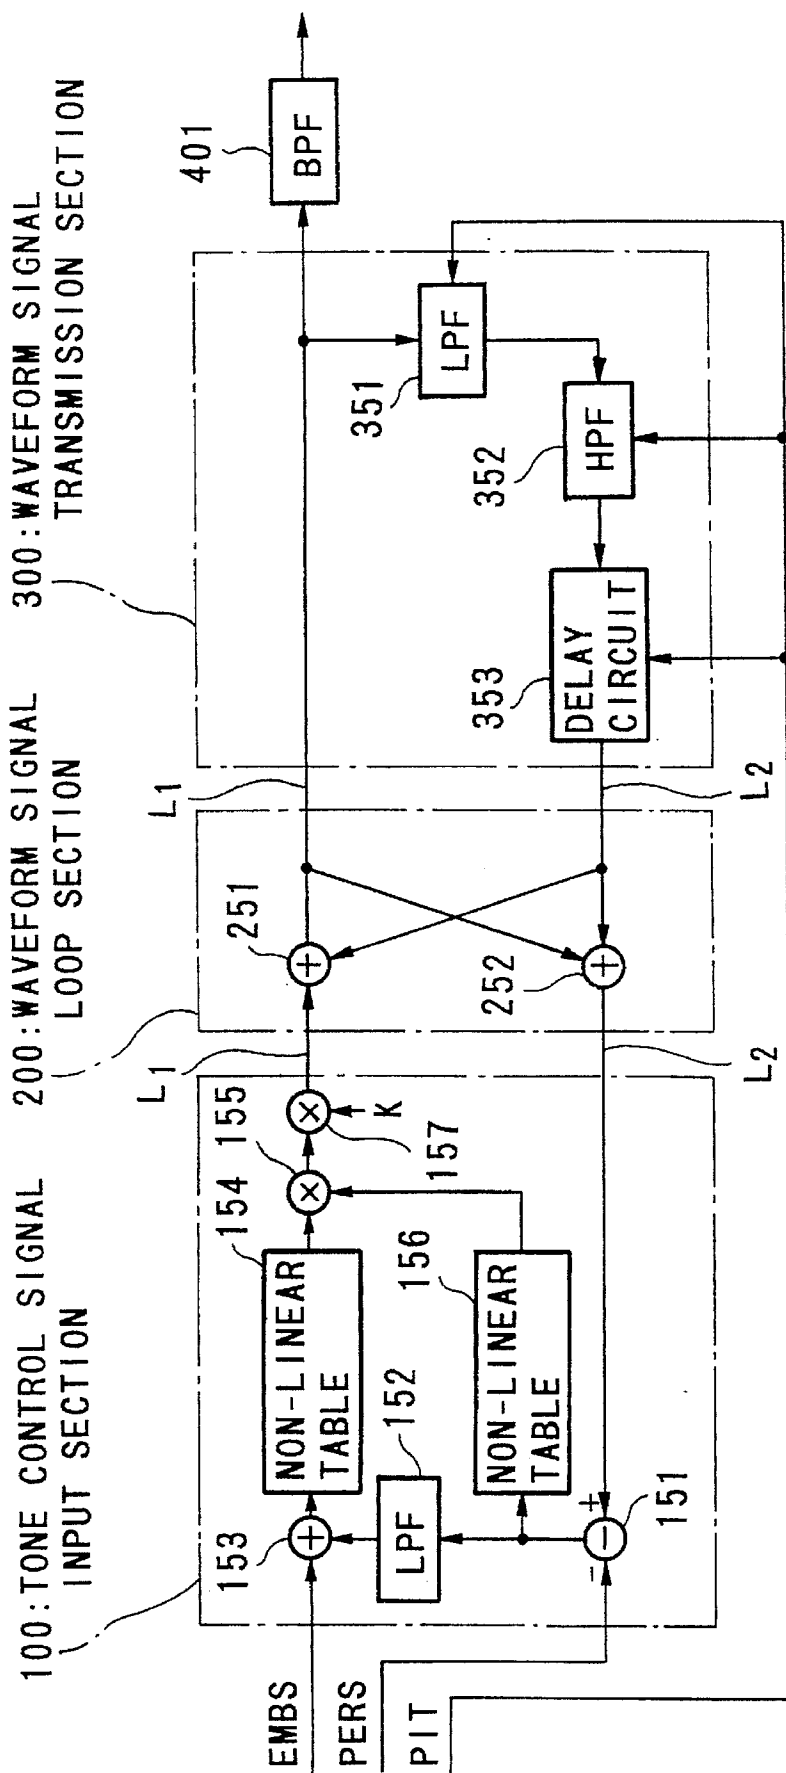 100:TONE CONTROL SIGNAL
INPUT SECTION
200:WAVEFORM SIGNAL
LOOP SECTION
300:WAVEFORM SIGNAL
TRANSMISSION SECTION
EMBS
PERS
PIT
153
+
NON-LINEAR
TABLE
154
×
155
×
157
K
LPF
152
NON-LINEAR
TABLE
156
+
-
-
151
L1
L1
251
+
252
+
L2
L2
401
BPF
351
LPF
352
HPF
353
DELAY
CIRCUIT